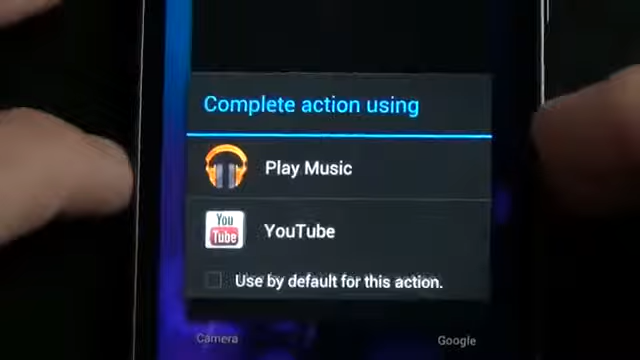 Complete action using
Play Music
You
Tube
YouTube
Use by default for this action.
Camera
Google